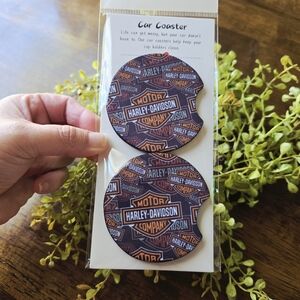 Car Coaster
Life can get messy, but your car doesn't
have to. Our car coasters help keep your
cup holders clean
MOTOR
HARLEY-DAVIDSON
COMPANY
MOTOR
HARLEY-DAVIDSON
COMPANY